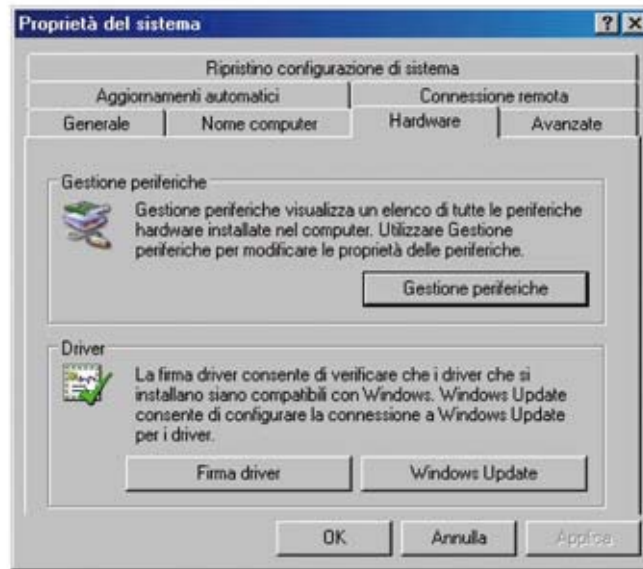 Proprietà del sistema
Ripristino configurazione di sistema
Aggiornamenti automatici Connessione remota
Generale Nome computer Hardware Avanzate
Gestione periferiche
Gestione periferiche visualizza un elenco di tutte le periferiche
hardware installate nel computer. Utilizzare Gestione
periferiche per modificare le proprietà delle periferiche.
Gestione periferiche
Driver
La firma driver consente di verificare che i driver che si
installano siano compatibili con Windows. Windows Update
consente di configurare la connessione a Windows Update
per i driver.
Firma driver Windows Update
OK Annulla Applica